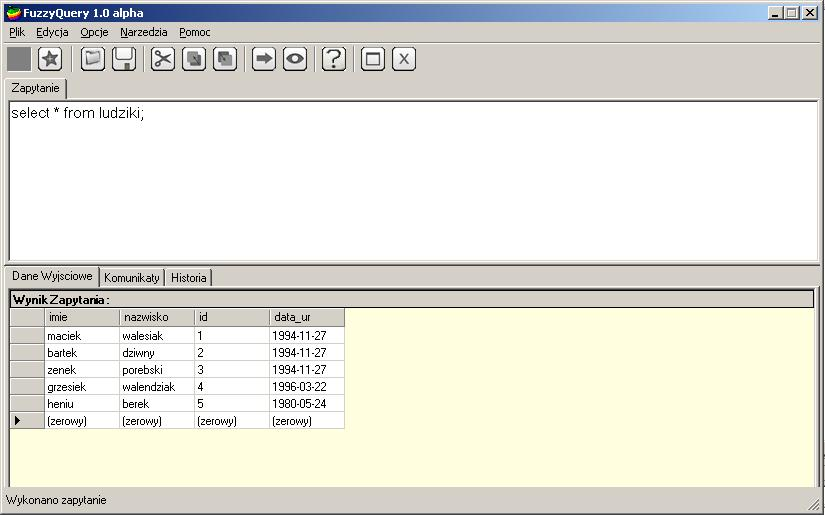 FuzzyQuery 1.0 alpha
Plik Edycja Opcje Narzedzia Pomoc
Zapytanie
select * from ludziki;
Dane Wyjsciowe Komunikaty Historia
Wynik Zapytania :
imie nazwisko id data_ur
maciek walesiak 1 1994-11-27
bartek dziwny 2 1994-11-27
zenek porebski 3 1994-11-27
grzesiek walendziak 4 1996-03-22
heniu berek 5 1980-05-24
(zerowy) (zerowy) (zerowy) (zerowy)
Wykonano zapytanie